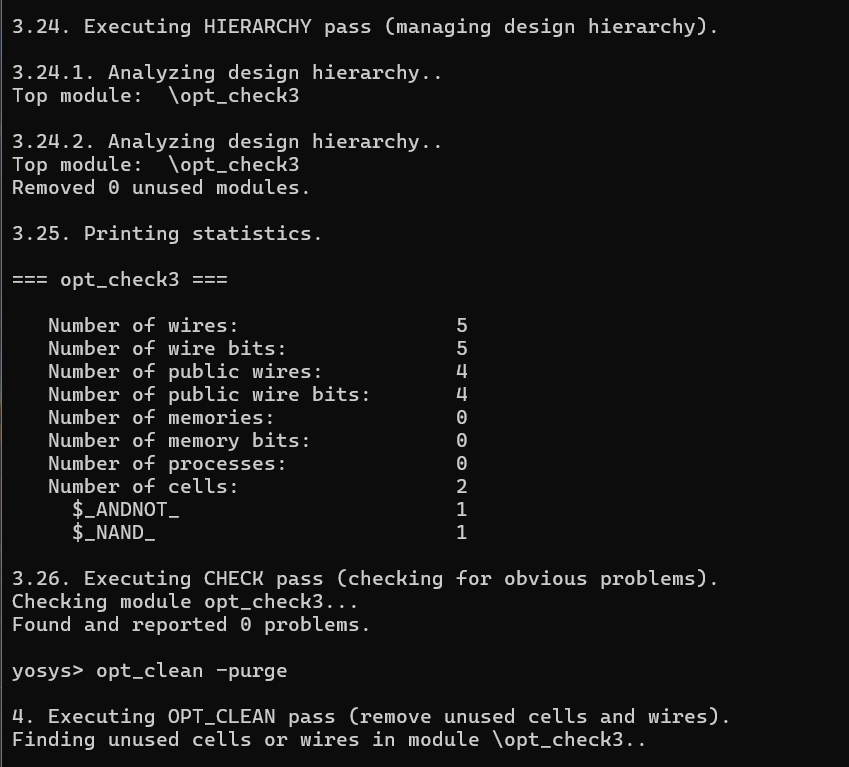 3.24. Executing HIERARCHY pass (managing design hierarchy).
3.24.1. Analyzing design hierarchy..
Top module:  \opt_check3
3.24.2. Analyzing design hierarchy..
Top module:  \opt_check3
Removed 0 unused modules.
3.25. Printing statistics.
=== opt_check3 ===
   Number of wires:                  5
   Number of wire bits:              5
   Number of public wires:           4
   Number of public wire bits:       4
   Number of memories:               0
   Number of memory bits:            0
   Number of processes:              0
   Number of cells:                  2
     $_ANDNOT_                       1
     $_NAND_                         1
3.26. Executing CHECK pass (checking for obvious problems).
Checking module opt_check3...
Found and reported 0 problems.
yosys> opt_clean -purge
4. Executing OPT_CLEAN pass (remove unused cells and wires).
Finding unused cells or wires in module \opt_check3..